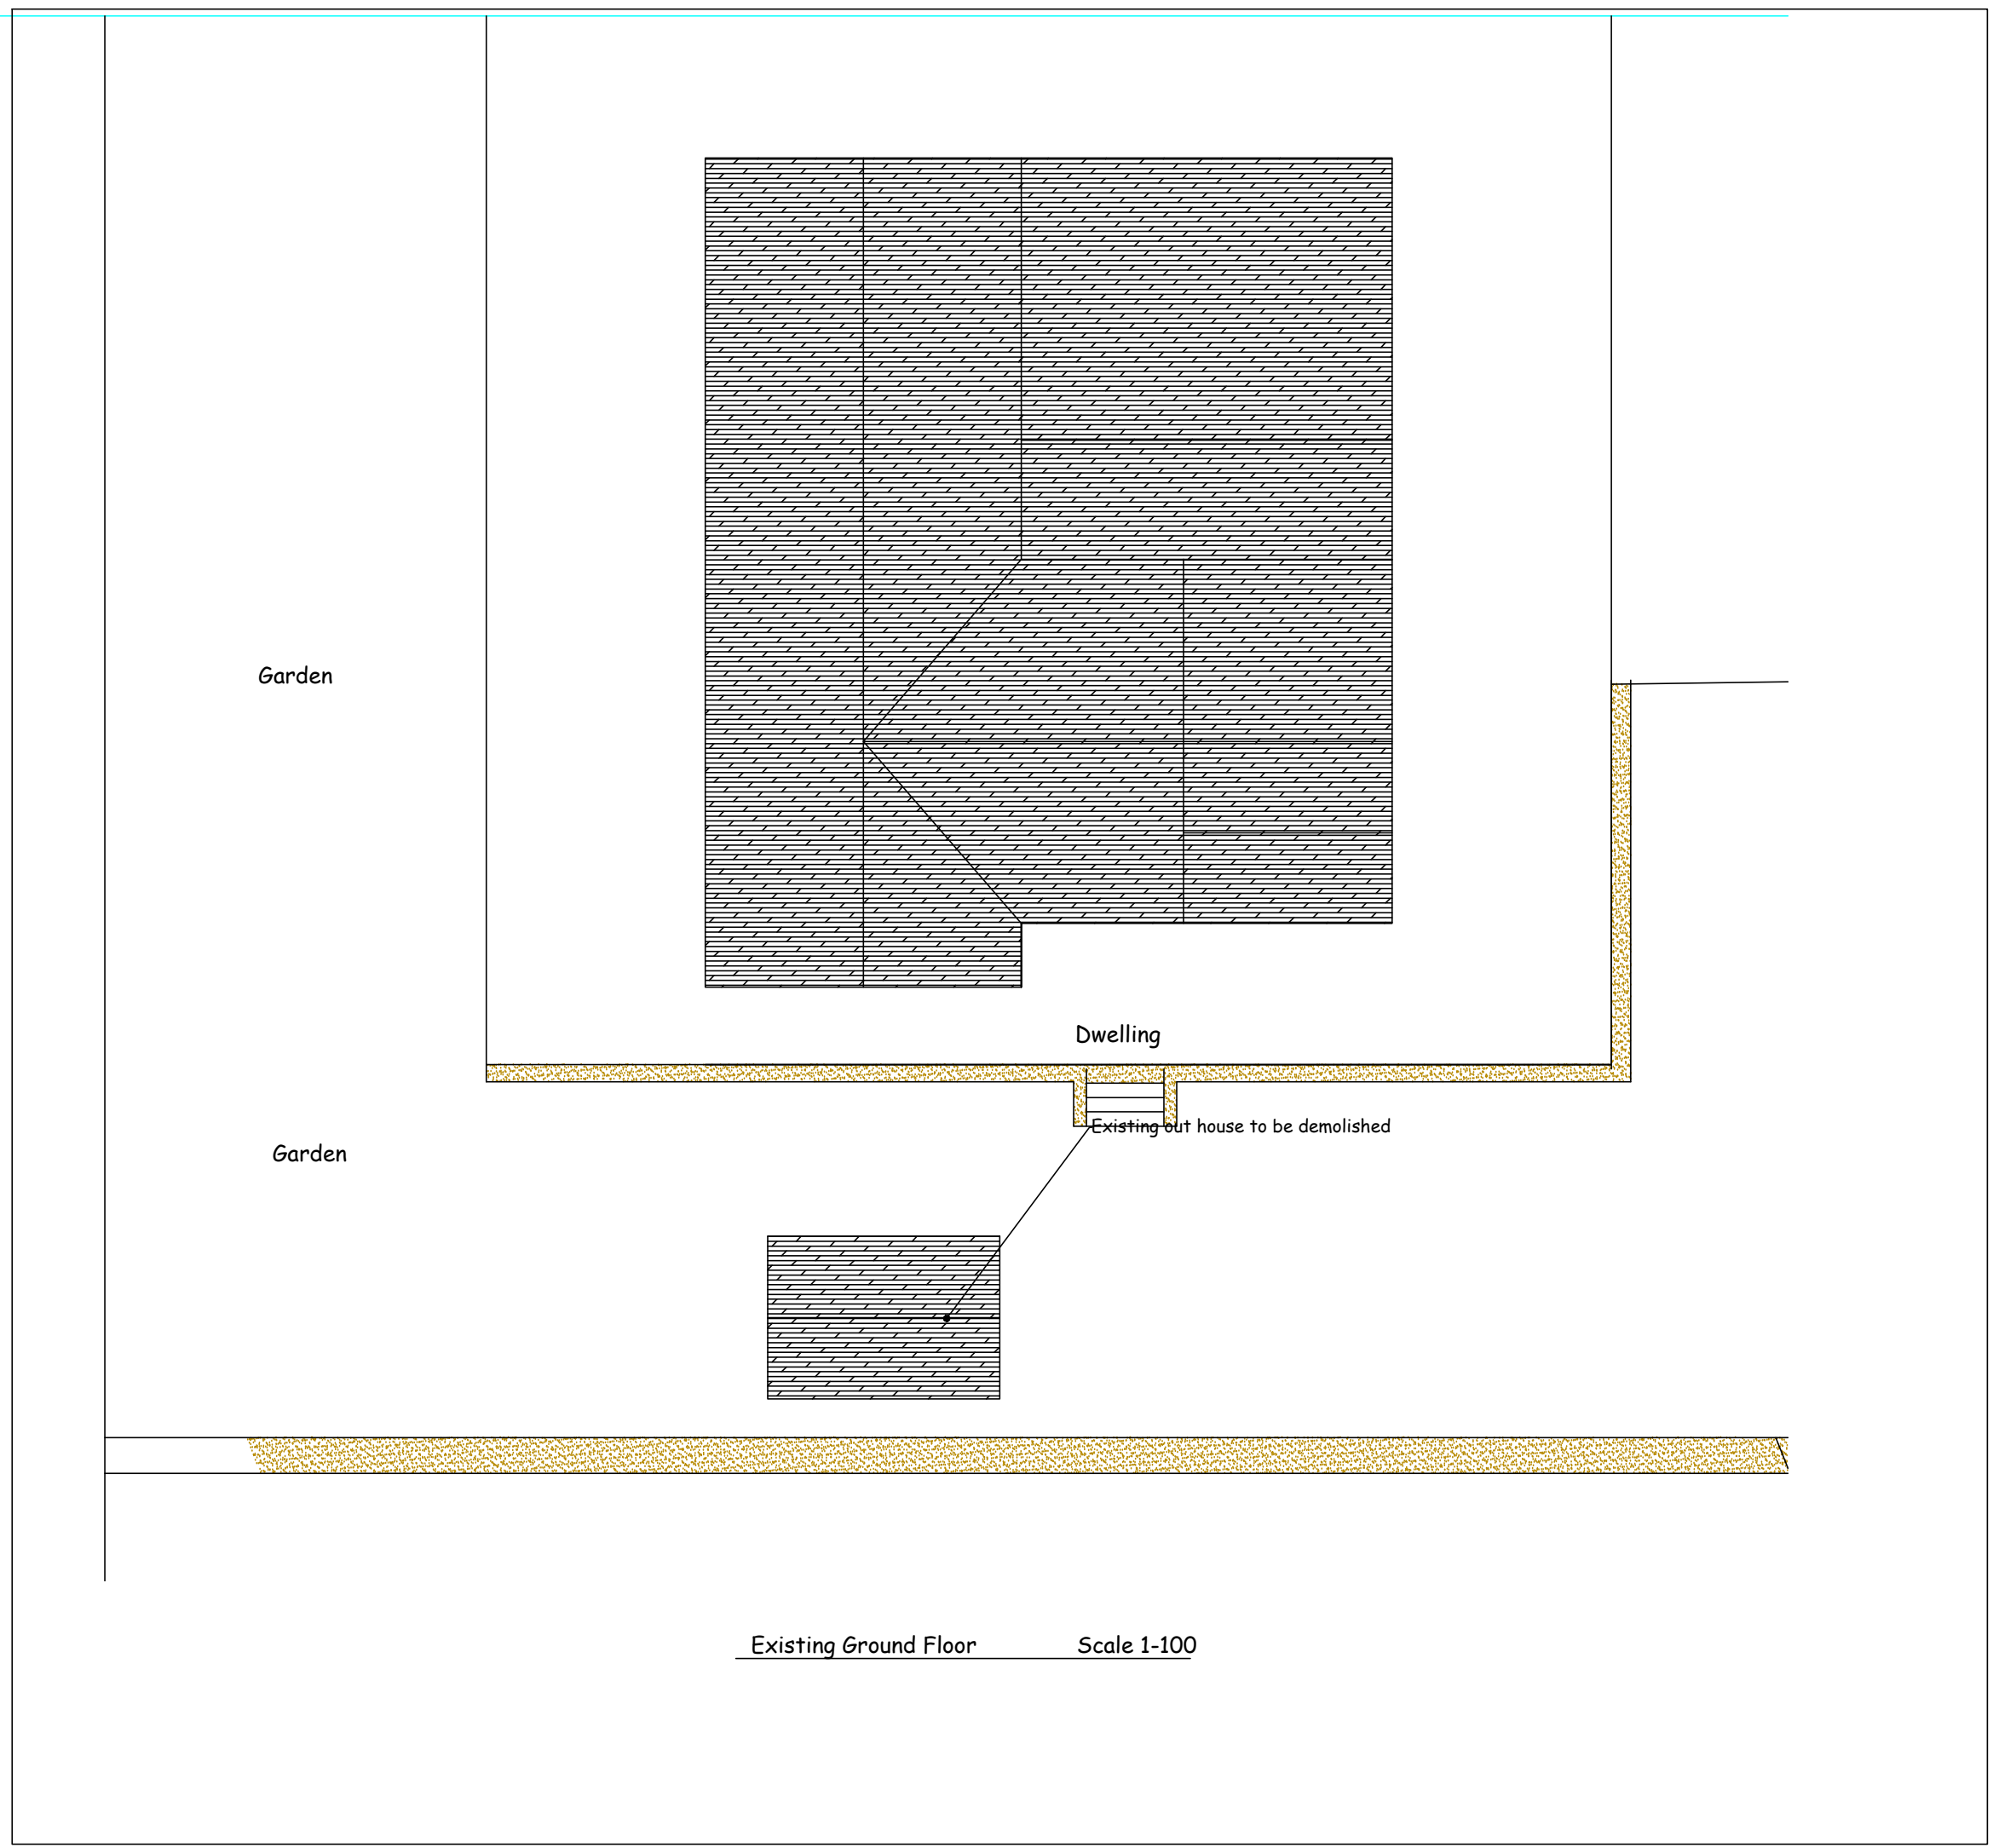 Garden
Dwelling
Existing out house to be demolished
Garden
Existing Ground Floor Scale 1-100